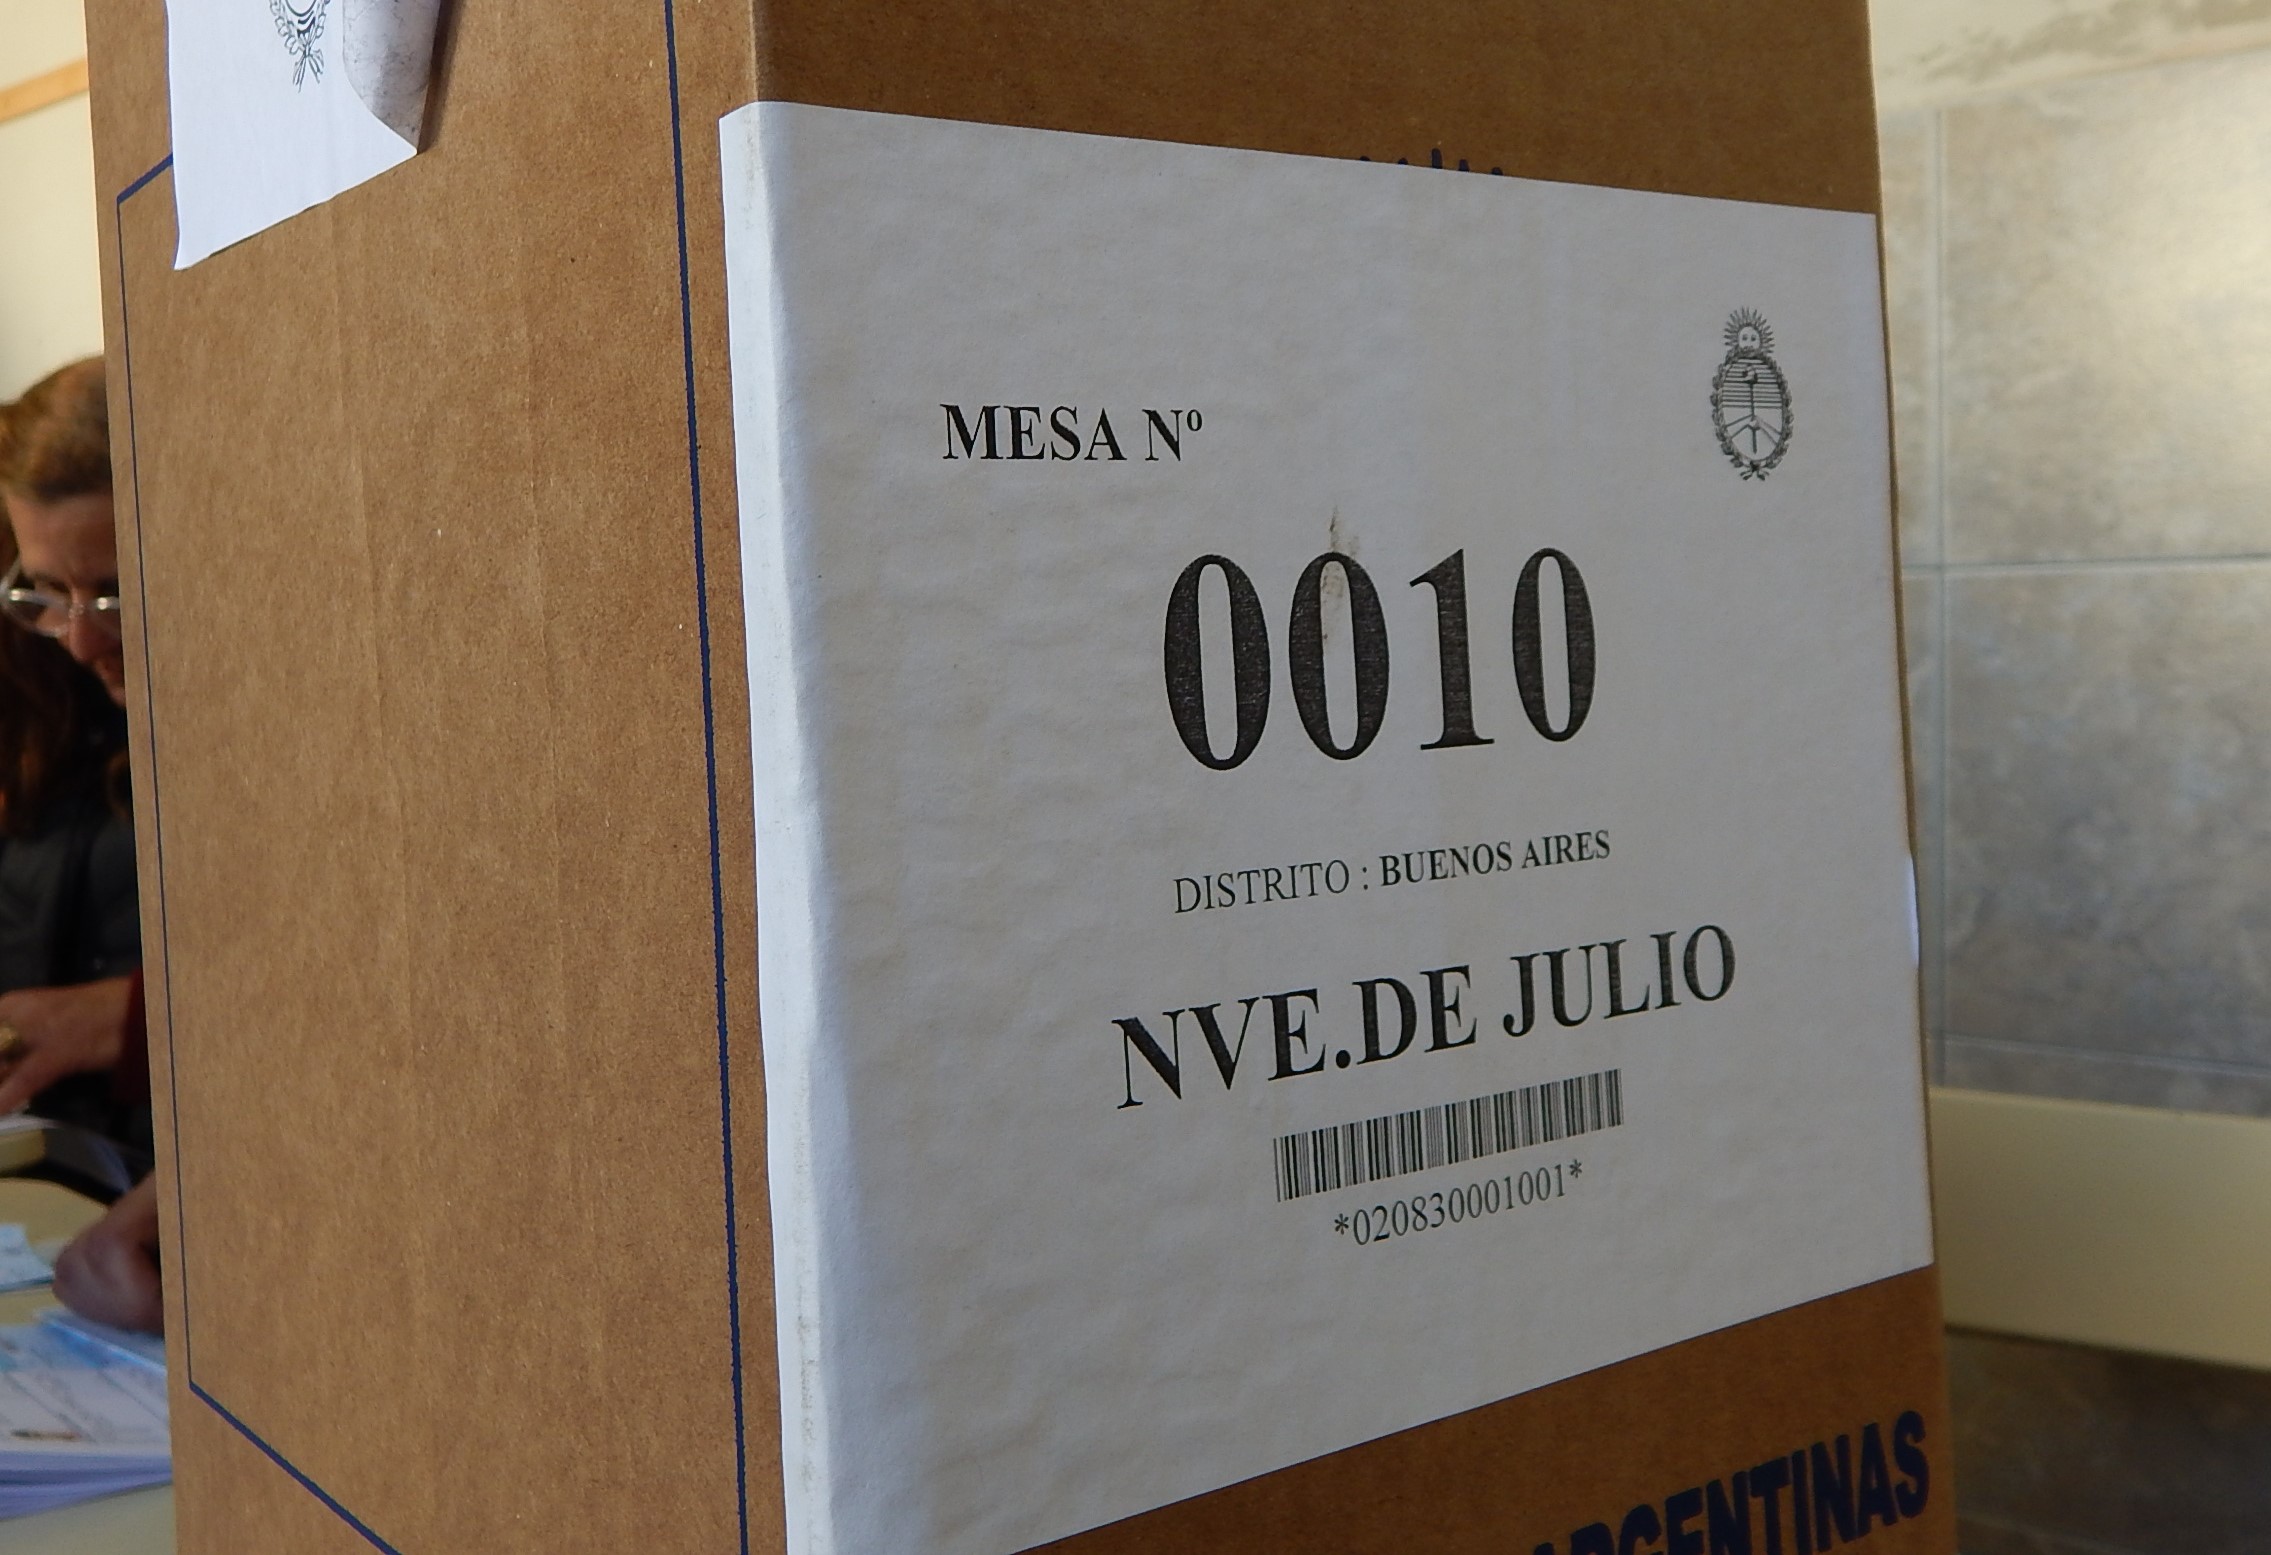 MESA Nº
0010
DISTRITO : BUENOS AIRES
NVE.DE JULIO
*020830001001*
ARGENTINAS